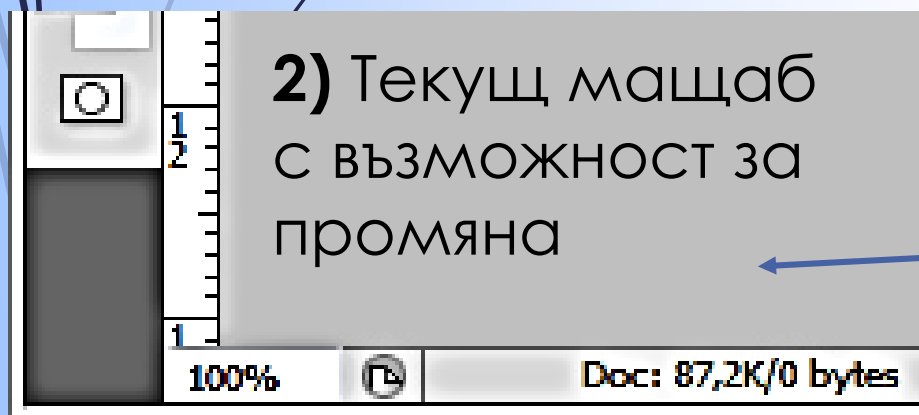 2) Текущ мащаб
с възможност за
промяна
1
2
1
100%
Doc: 87,2K/0 bytes